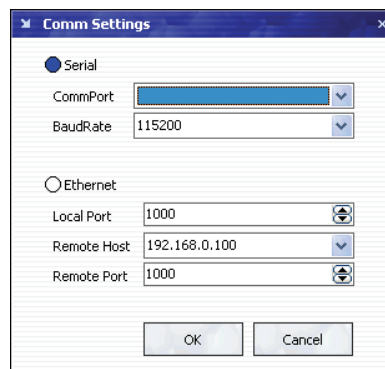 Comm Settings
Serial
CommPort
BaudRate 115200
Ethernet
Local Port 1000
Remote Host 192.168.0.100
Remote Port 1000
OK Cancel